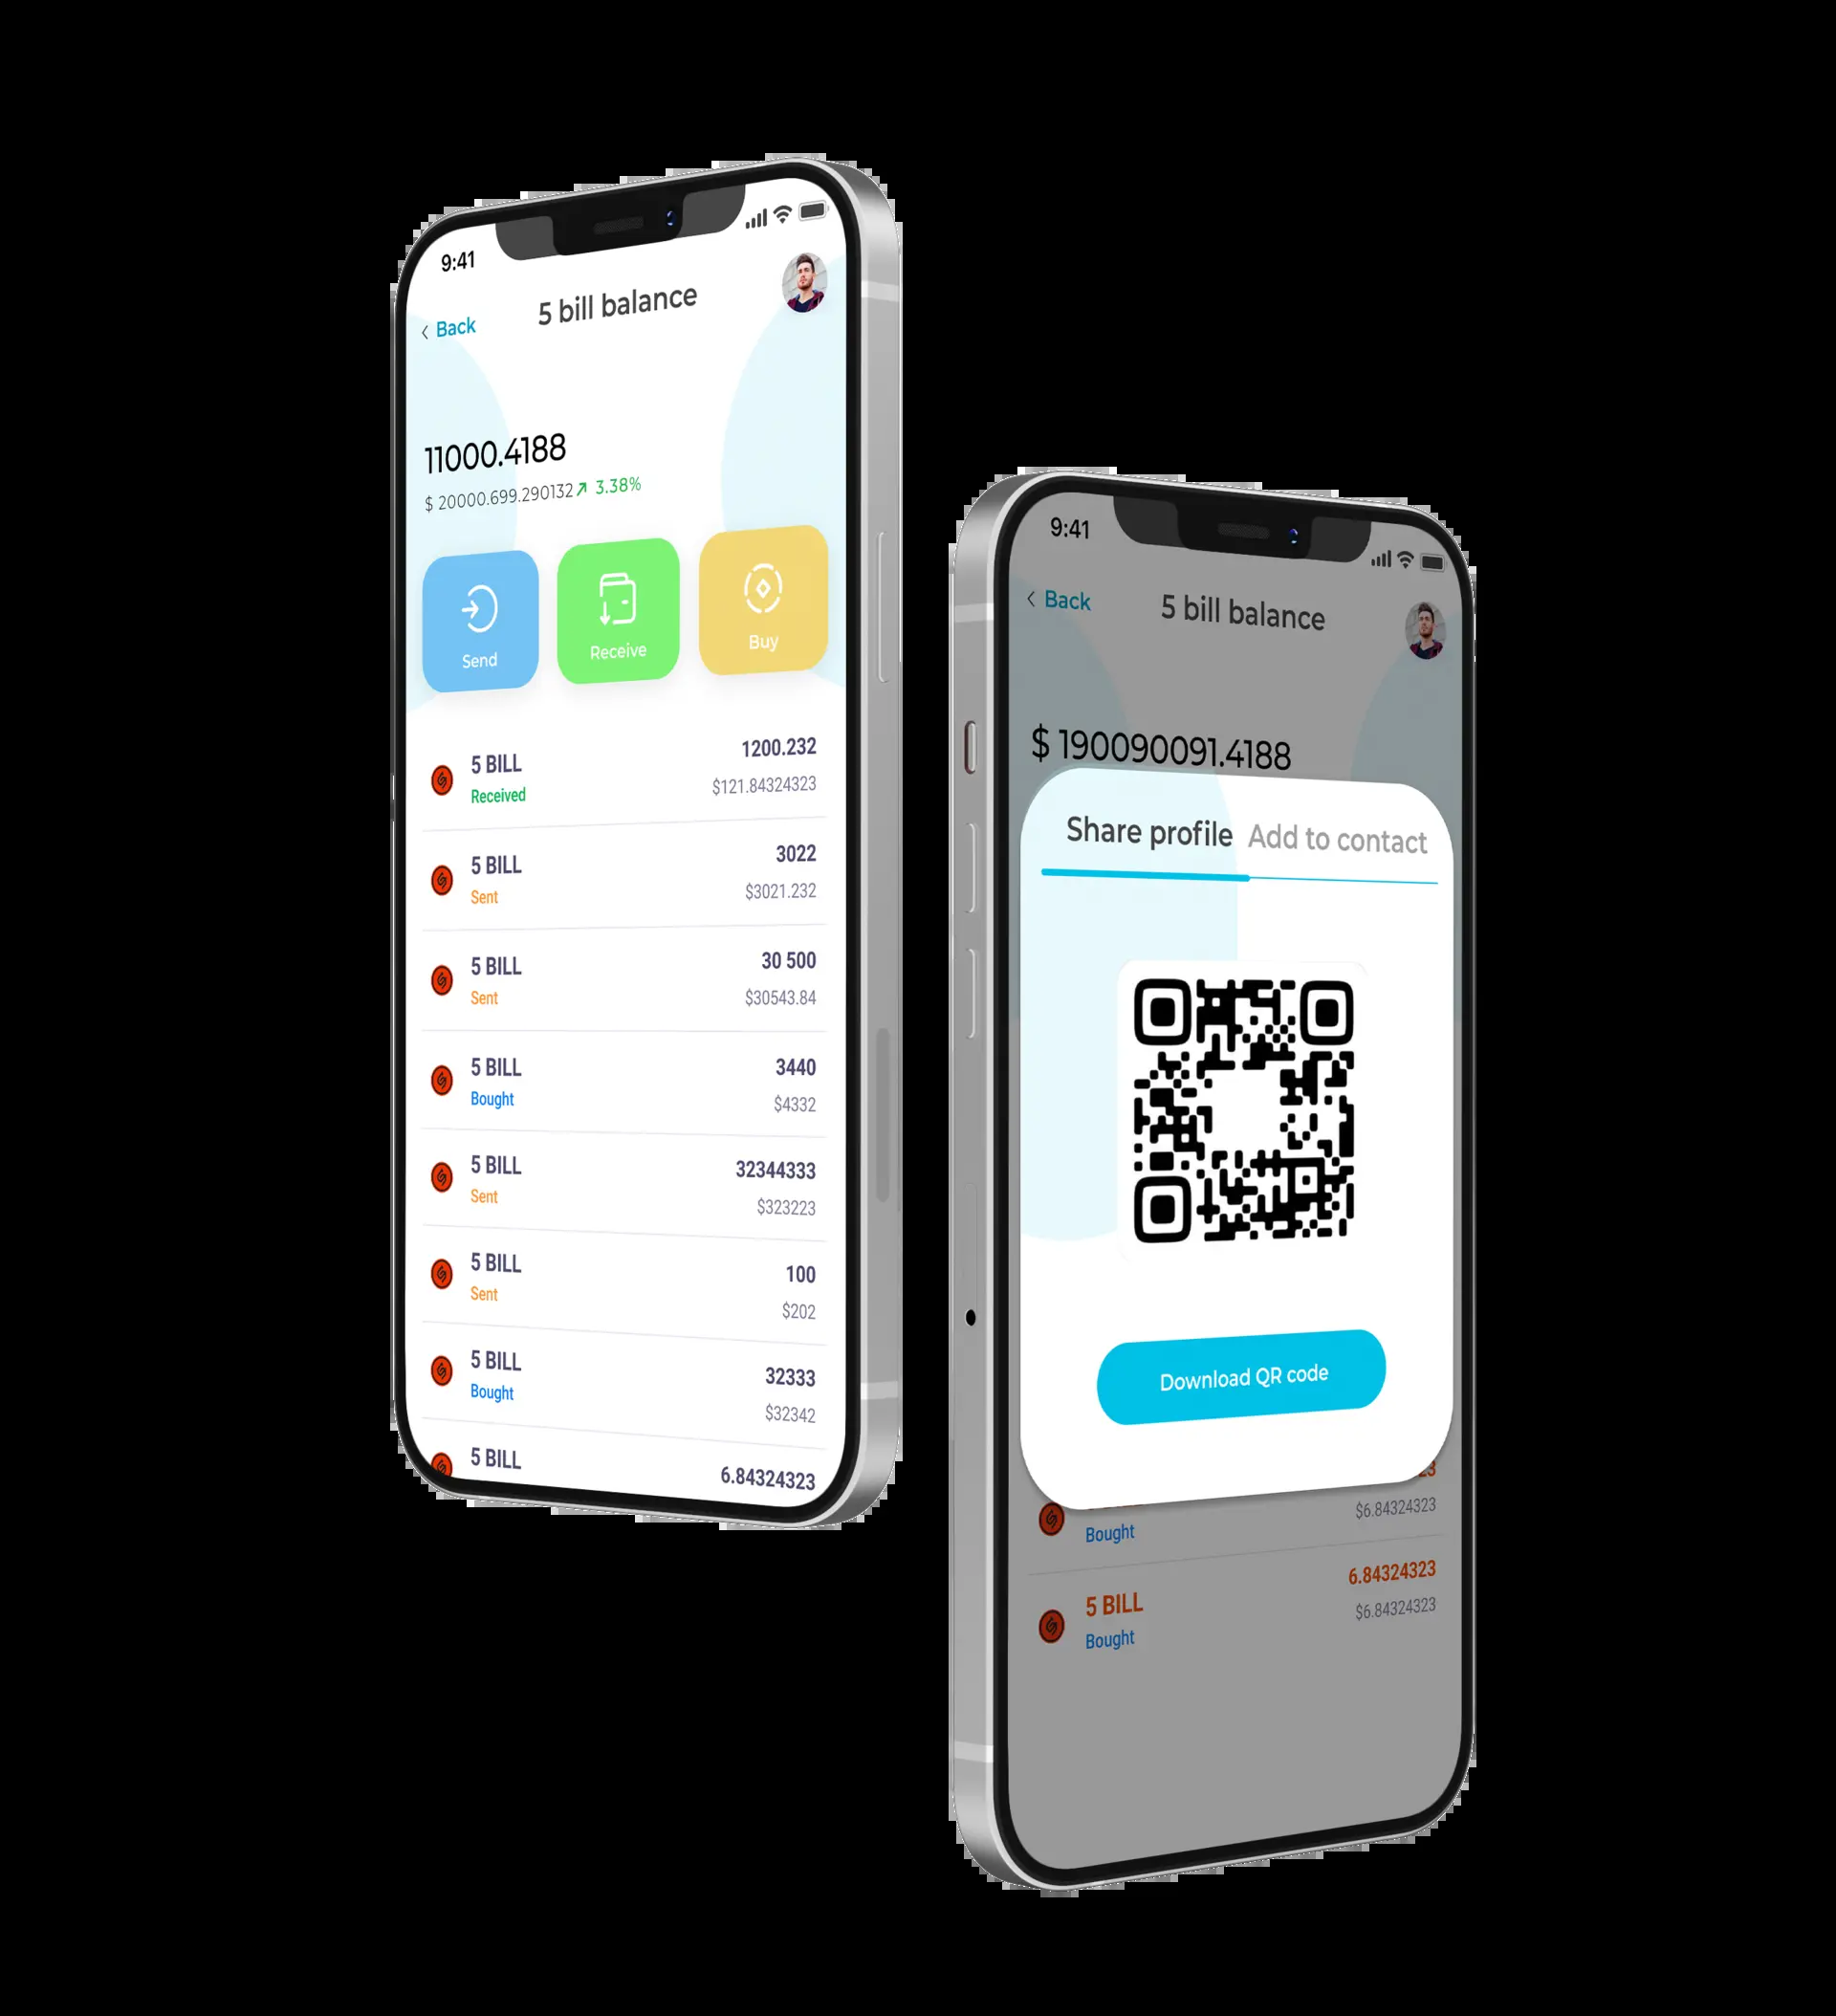 9:41
< Back
5 bill balance
11000.4188
$ 20000.699.290132 3.38%
Send
Receive
Buy
5 BILL
1200.232
Received
$121.84324323
5 BILL
3022
Sent
$3021.232
5 BILL
30 500
Sent
$30543.84
5 BILL
3440
Bought
$4332
5 BILL
32344333
Sent
$323223
5 BILL
100
Sent
$202
5 BILL
32333
Bought
$32342
5 BILL
6.84324323
9:41
< Back
5 bill balance
$ 190090091.4188
Share profile
Add to contact
Download QR code
Bought
$6.84324323
5 BILL
6.84324323
Bought
$6.84324323